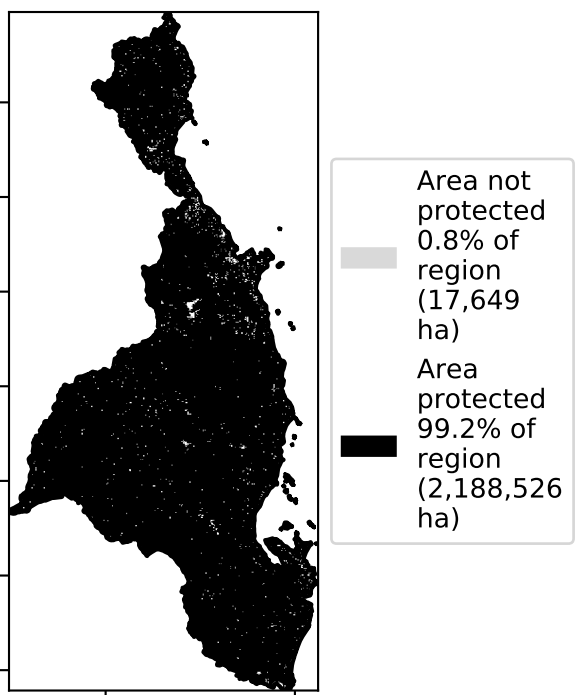 Area not
protected
0.8% of
region
(17,649
ha)
Area
protected
99.2% of
region
(2,188,526
ha)